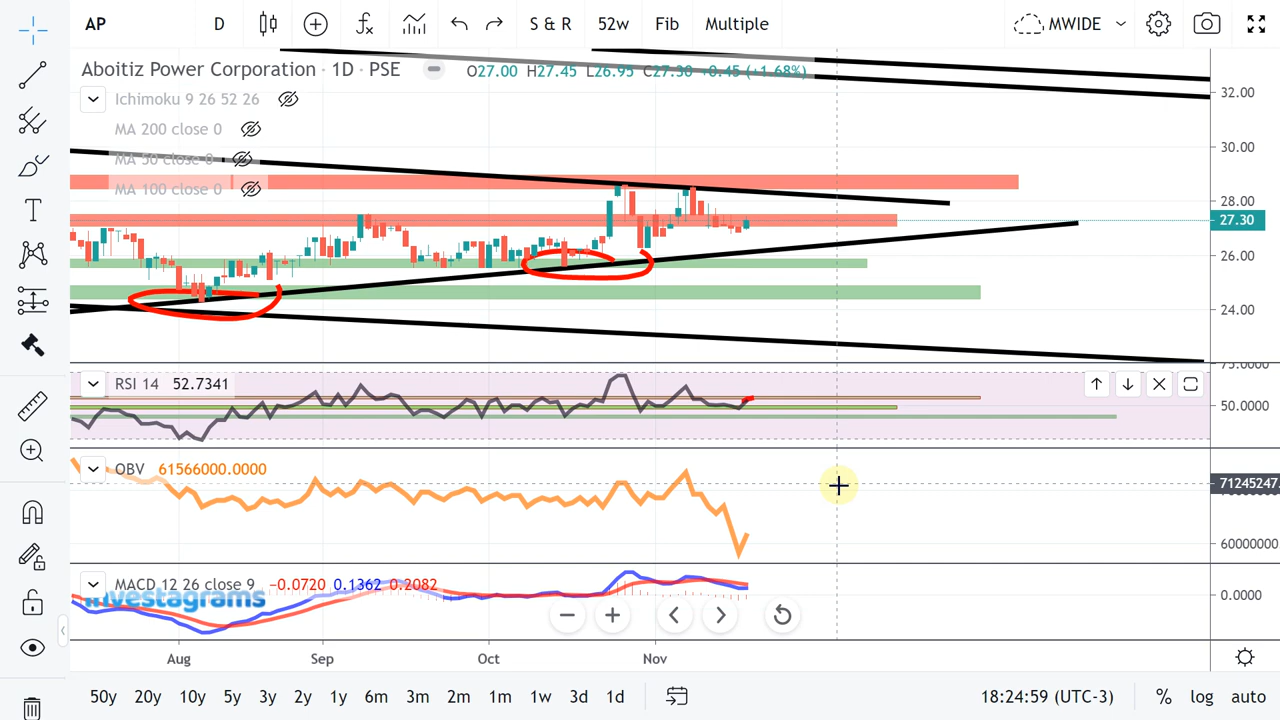 AP D S & R 52w Fib Multiple MWIDE
Aboitiz Power Corporation · 1D · PSE O27.00 H27.45 L26.95 C27.30 +0.45 (+1.68%)
Ichimoku 9 26 52 26
MA 200 close 0
MA 50 close 0
MA 100 close 0
32.00
30.00
28.00
27.30
26.00
24.00
RSI 14 52.7341
75.0000
50.0000
OBV 61566000.0000
71245247.
60000000
MACD 12 26 close 9 −0.0720 0.1362 0.2082
investagrams
0.0000
Aug Sep Oct Nov
50y 20y 10y 5y 3y 2y 1y 6m 3m 2m 1m 1w 3d 1d 18:24:59 (UTC-3) % log auto